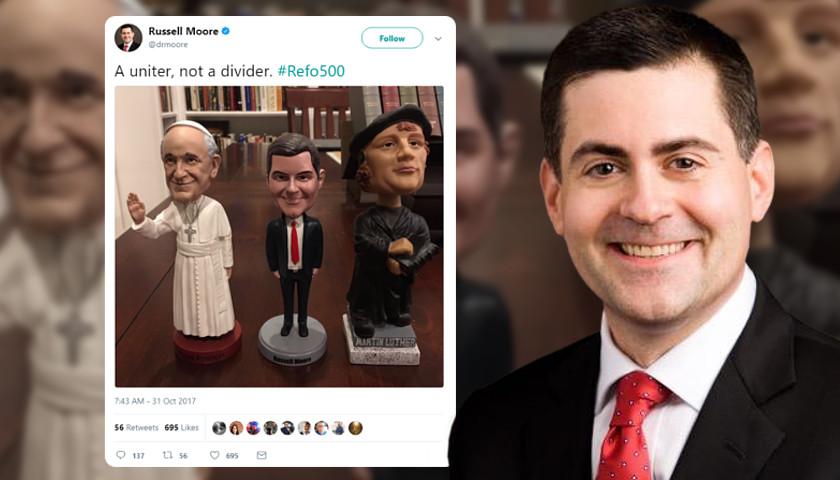 Russell Moore
@drmoore
Follow
A uniter, not a divider. #Refo500
Russell Moore
MARTIN LUTHER
7:43 AM - 31 Oct 2017
56 Retweets 695 Likes
137 56 695